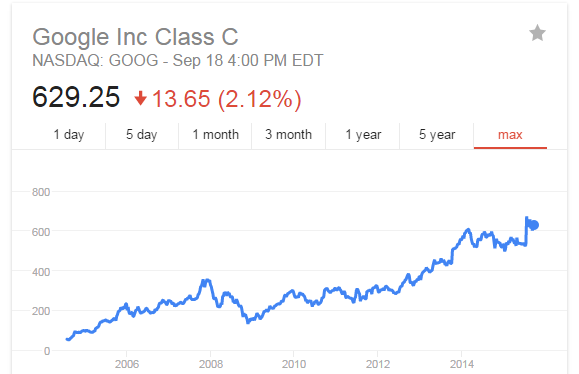 Google Inc Class C
NASDAQ: GOOG - Sep 18 4:00 PM EDT
629.25 13.65 (2.12%)
1 day 5 day 1 month 3 month 1 year 5 year max
800
600
400
200
0
2006 2008 2010 2012 2014